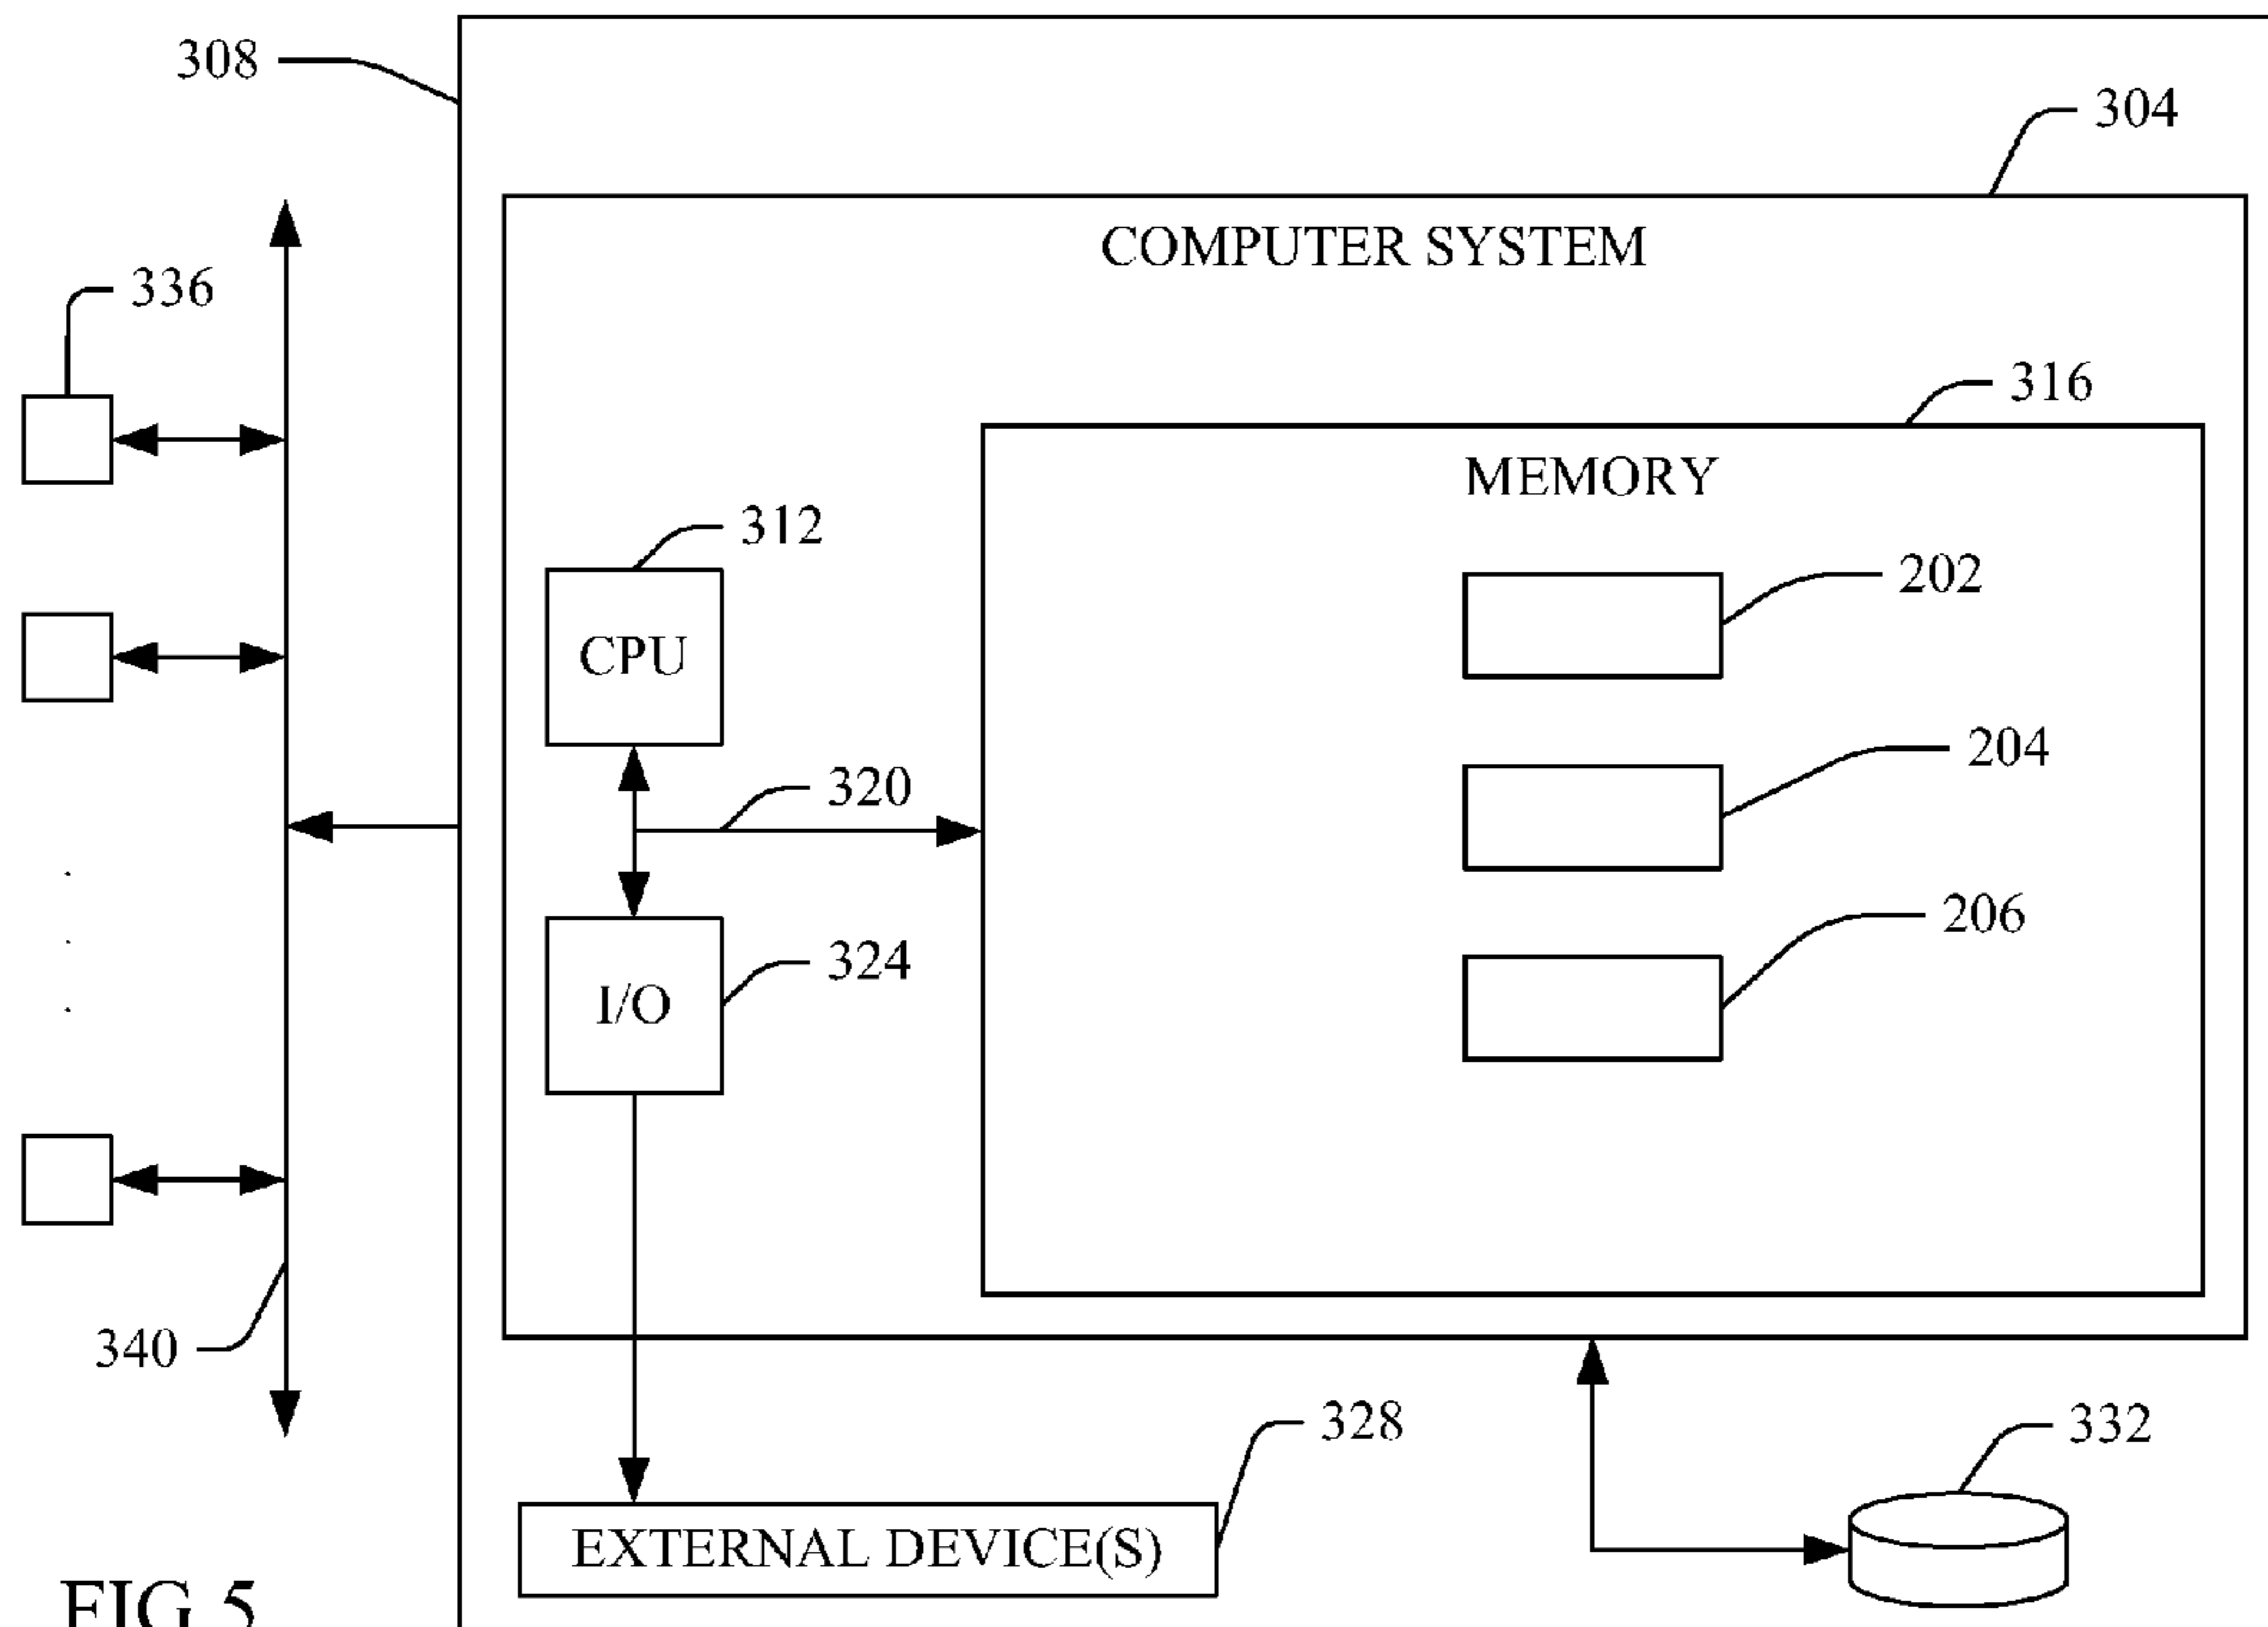 308
304
COMPUTER SYSTEM
336
316
MEMORY
312
202
CPU
204
320
206
324
I/O
340
328
332
EXTERNAL DEVICE(S)
FIG 5